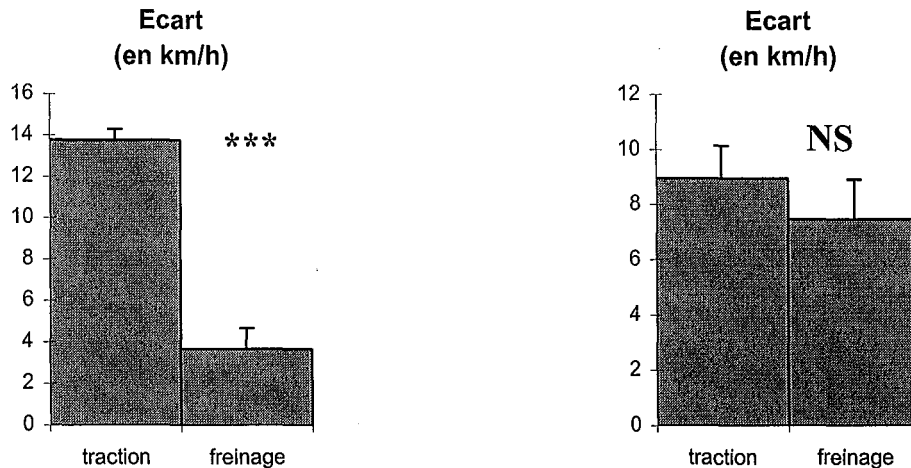 Ecart
(en km/h)
16
14
12
10
8
6
4
2
0
***
traction
freinage
Ecart
(en km/h)
12
10
8
6
4
2
0
NS
traction
freinage